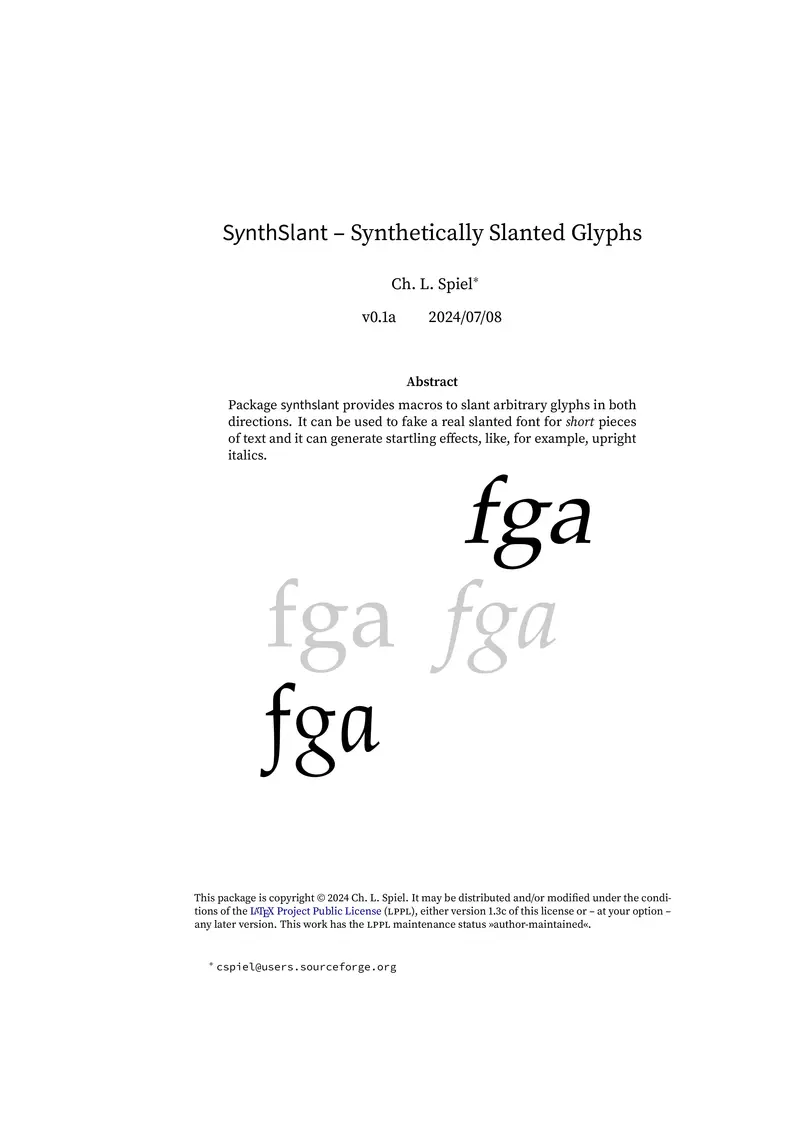 SynthSlant – Synthetically Slanted Glyphs
Ch. L. Spiel*
v0.1a 2024/07/08
Abstract
Package synthslant provides macros to slant arbitrary glyphs in both
directions. It can be used to fake a real slanted font for short pieces
of text and it can generate startling effects, like, for example, upright
italics.
fga
fga fga
fga
This package is copyright © 2024 Ch. L. Spiel. It may be distributed and/or modified under the condi-
tions of the LATEX Project Public License (LPPL), either version 1.3c of this license or – at your option –
any later version. This work has the LPPL maintenance status »author-maintained«.
* cspiel@users.sourceforge.org